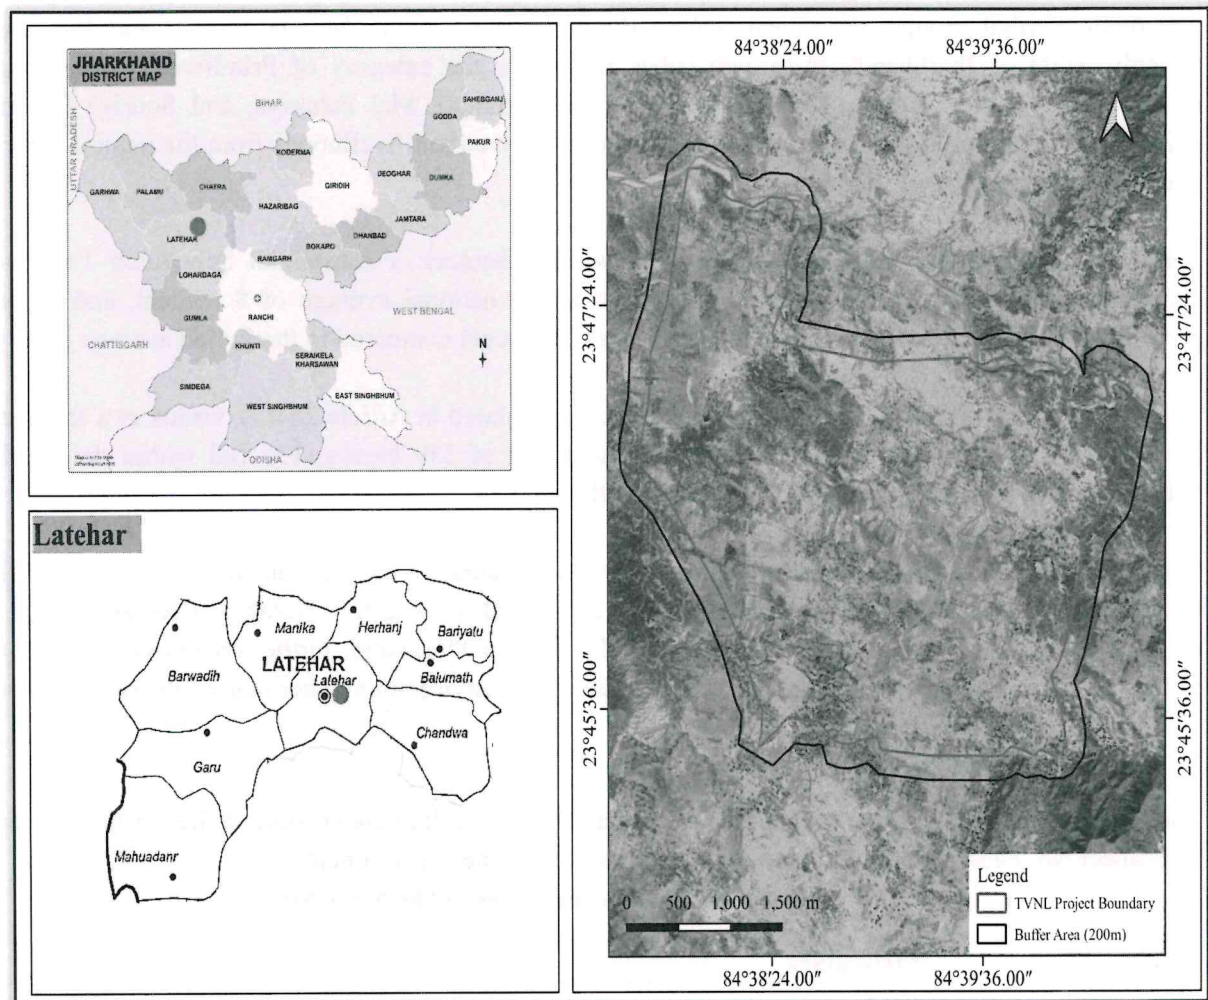 JHARKHAND
DISTRICT MAP
BIHAR
UTTAR PRADESH
SAHEBGANJ
GODDA
PAKUR
KODERMA
DEOGHAR
DUMKA
GARHWA
PALAMU
CHATRA
GIRIDIH
HAZARIBAG
JAMTARA
LATEHAR
BOKARO
DHANBAD
RAMGARH
LOHARDAGA
RANCHI
WEST BENGAL
GUMLA
CHATTISGARH
KHUNTI
SERAIKELA
KHARSAWAN
N
SIMDEGA
WEST SINGHBHUM
EAST SINGHBHUM
ODISHA
Latehar
Manika
Herhanj
Bariyatu
LATEHAR
Latehar
Balumath
Barwadih
Chandwa
Garu
Mahuadanr
84°38′24.00″
84°39′36.00″
23°47′24.00″
23°47′24.00″
23°45′36.00″
23°45′36.00″
0 500 1,000 1,500 m
Legend
TVNL Project Boundary
Buffer Area (200m)
84°38′24.00″
84°39′36.00″